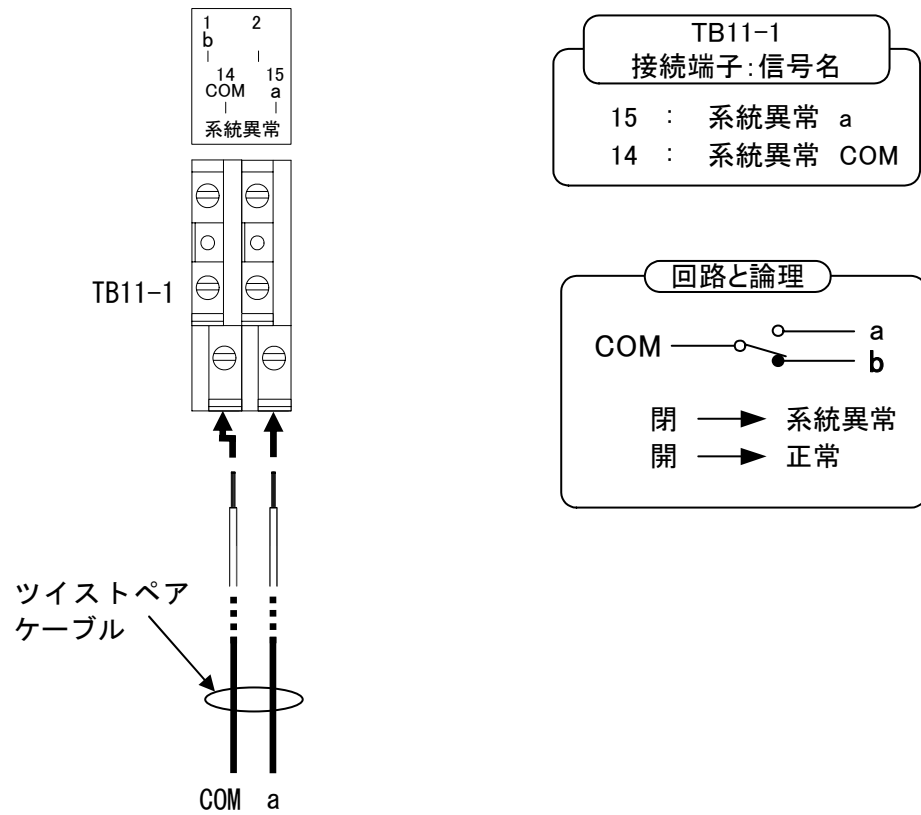 1 2
b
14 15
COM a
系統異常
TB11-1
ツイストペア
ケーブル
COM a
TB11-1
接続端子:信号名
15 : 系統異常 a
14 : 系統異常 COM
回路と論理
COM
a
b
閉 → 系統異常
開 → 正常